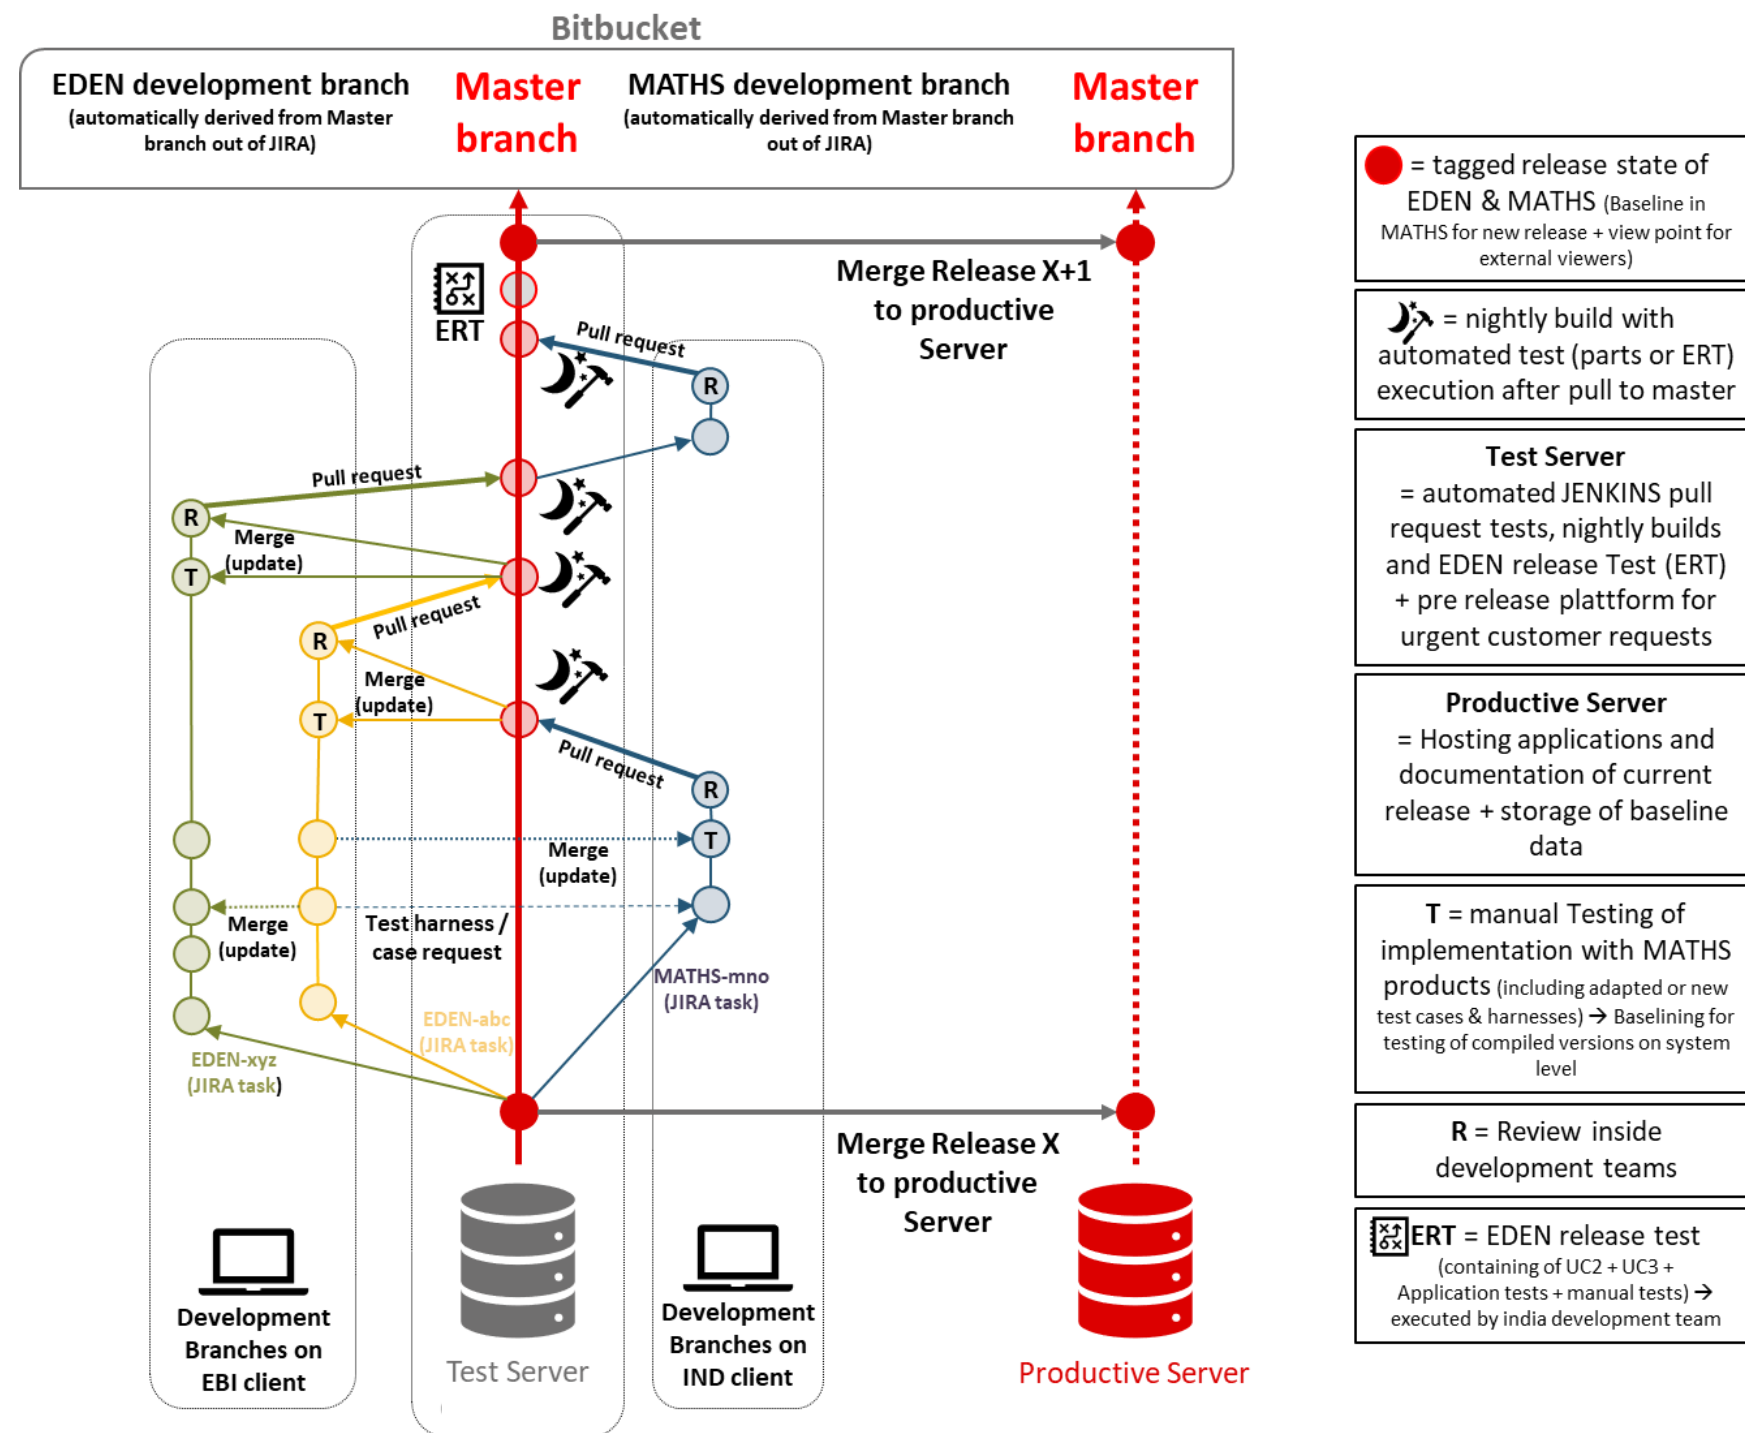 Bitbucket
EDEN development branch
(automatically derived from Master
branch out of JIRA)
Master
branch
MATHS development branch
(automatically derived from Master branch
out of JIRA)
Master
branch
ERT
Pull request
R
Merge Release X+1
to productive
Server
Pull request
R
Merge
(update)
T
Pull request
R
Merge
(update)
T
Pull request
R
T
Merge
(update)
Merge
(update)
Test harness /
case request
MATHS-mno
(JIRA task)
EDEN-abc
(JIRA task)
EDEN-xyz
(JIRA task)
Merge Release X
to productive
Server
Development
Branches on
EBI client
Test Server
Development
Branches on
IND client
Productive Server
= tagged release state of
EDEN & MATHS (Baseline in
MATHS for new release + view point for
external viewers)
= nightly build with
automated test (parts or ERT)
execution after pull to master
Test Server
= automated JENKINS pull
request tests, nightly builds
and EDEN release Test (ERT)
+ pre release plattform for
urgent customer requests
Productive Server
= Hosting applications and
documentation of current
release + storage of baseline
data
T = manual Testing of
implementation with MATHS
products (including adapted or new
test cases & harnesses) → Baselining for
testing of compiled versions on system
level
R = Review inside
development teams
ERT = EDEN release test
(containing of UC2 + UC3 +
Application tests + manual tests) →
executed by india development team